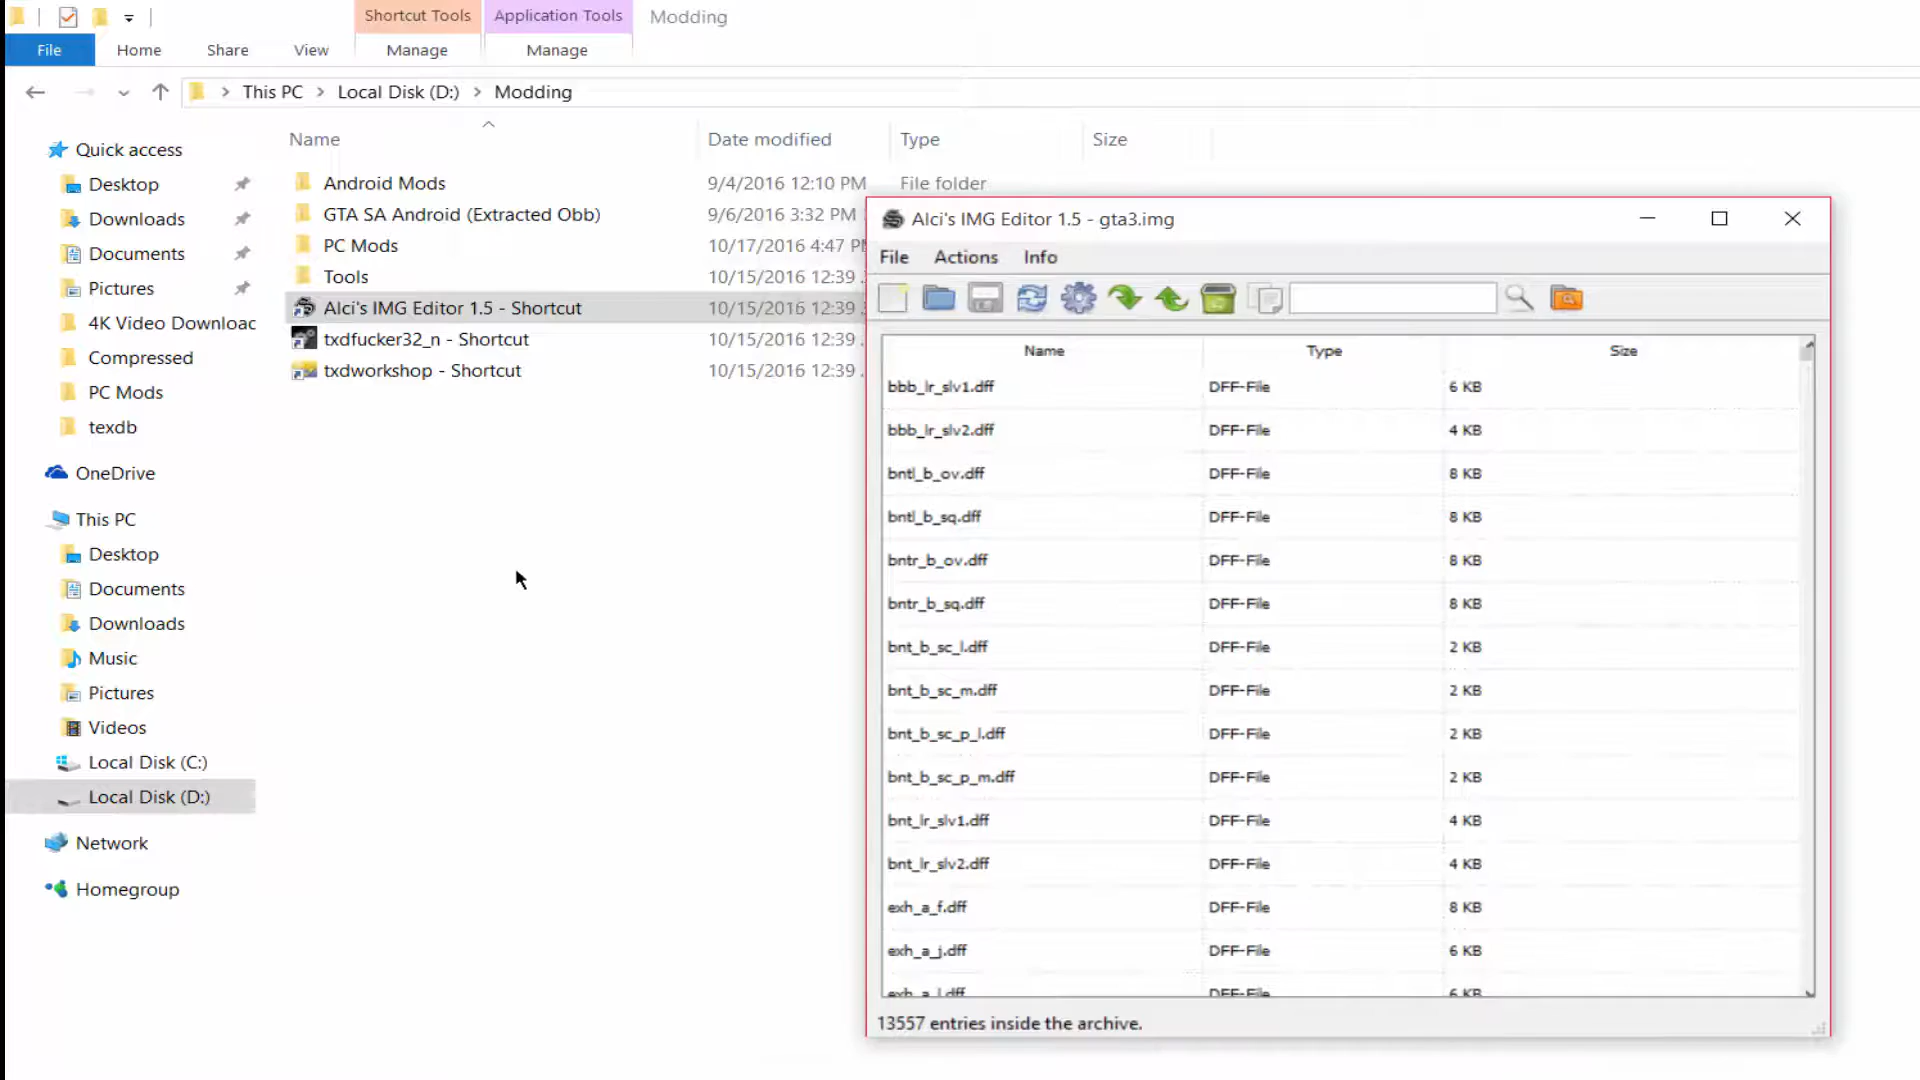 Shortcut Tools Application Tools Modding
File Home Share View Manage Manage
This PC > Local Disk (D:) > Modding
Name Date modified Type Size
Quick access
Desktop
Downloads
Documents
Pictures
4K Video Downloac
Compressed
PC Mods
texdb
OneDrive
This PC
Desktop
Documents
Downloads
Music
Pictures
Videos
Local Disk (C:)
Local Disk (D:)
Network
Homegroup
Android Mods 9/4/2016 12:10 PM File folder
GTA SA Android (Extracted Obb) 9/6/2016 3:32 PM
PC Mods 10/17/2016 4:47 PM
Tools 10/15/2016 12:39
Alci's IMG Editor 1.5 - Shortcut 10/15/2016 12:39
txdfucker32_n - Shortcut 10/15/2016 12:39
txdworkshop - Shortcut 10/15/2016 12:39
Alci's IMG Editor 1.5 - gta3.img
File Actions Info
Name Type Size
bbb_lr_slv1.dff DFF-File 6 KB
bbb_lr_slv2.dff DFF-File 4 KB
bntl_b_ov.dff DFF-File 8 KB
bntl_b_sq.dff DFF-File 8 KB
bntr_b_ov.dff DFF-File 8 KB
bntr_b_sq.dff DFF-File 8 KB
bnt_b_sc_l.dff DFF-File 2 KB
bnt_b_sc_m.dff DFF-File 2 KB
bnt_b_sc_p_l.dff DFF-File 2 KB
bnt_b_sc_p_m.dff DFF-File 2 KB
bnt_lr_slv1.dff DFF-File 4 KB
bnt_lr_slv2.dff DFF-File 4 KB
exh_a_f.dff DFF-File 8 KB
exh_a_j.dff DFF-File 6 KB
exh_a_l.dff DFF-File 6 KB
13557 entries inside the archive.